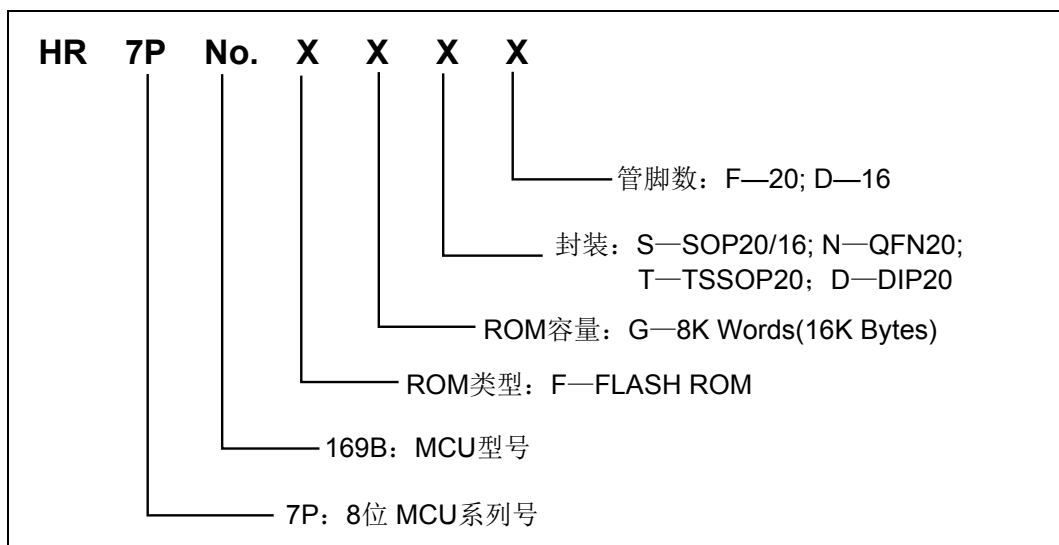 HR 7P No. X X X X
管脚数：F—20; D—16
封装：S—SOP20/16; N—QFN20;
T—TSSOP20；D—DIP20
ROM容量：G—8K Words(16K Bytes)
ROM类型：F—FLASH ROM
169B：MCU型号
7P：8位 MCU系列号